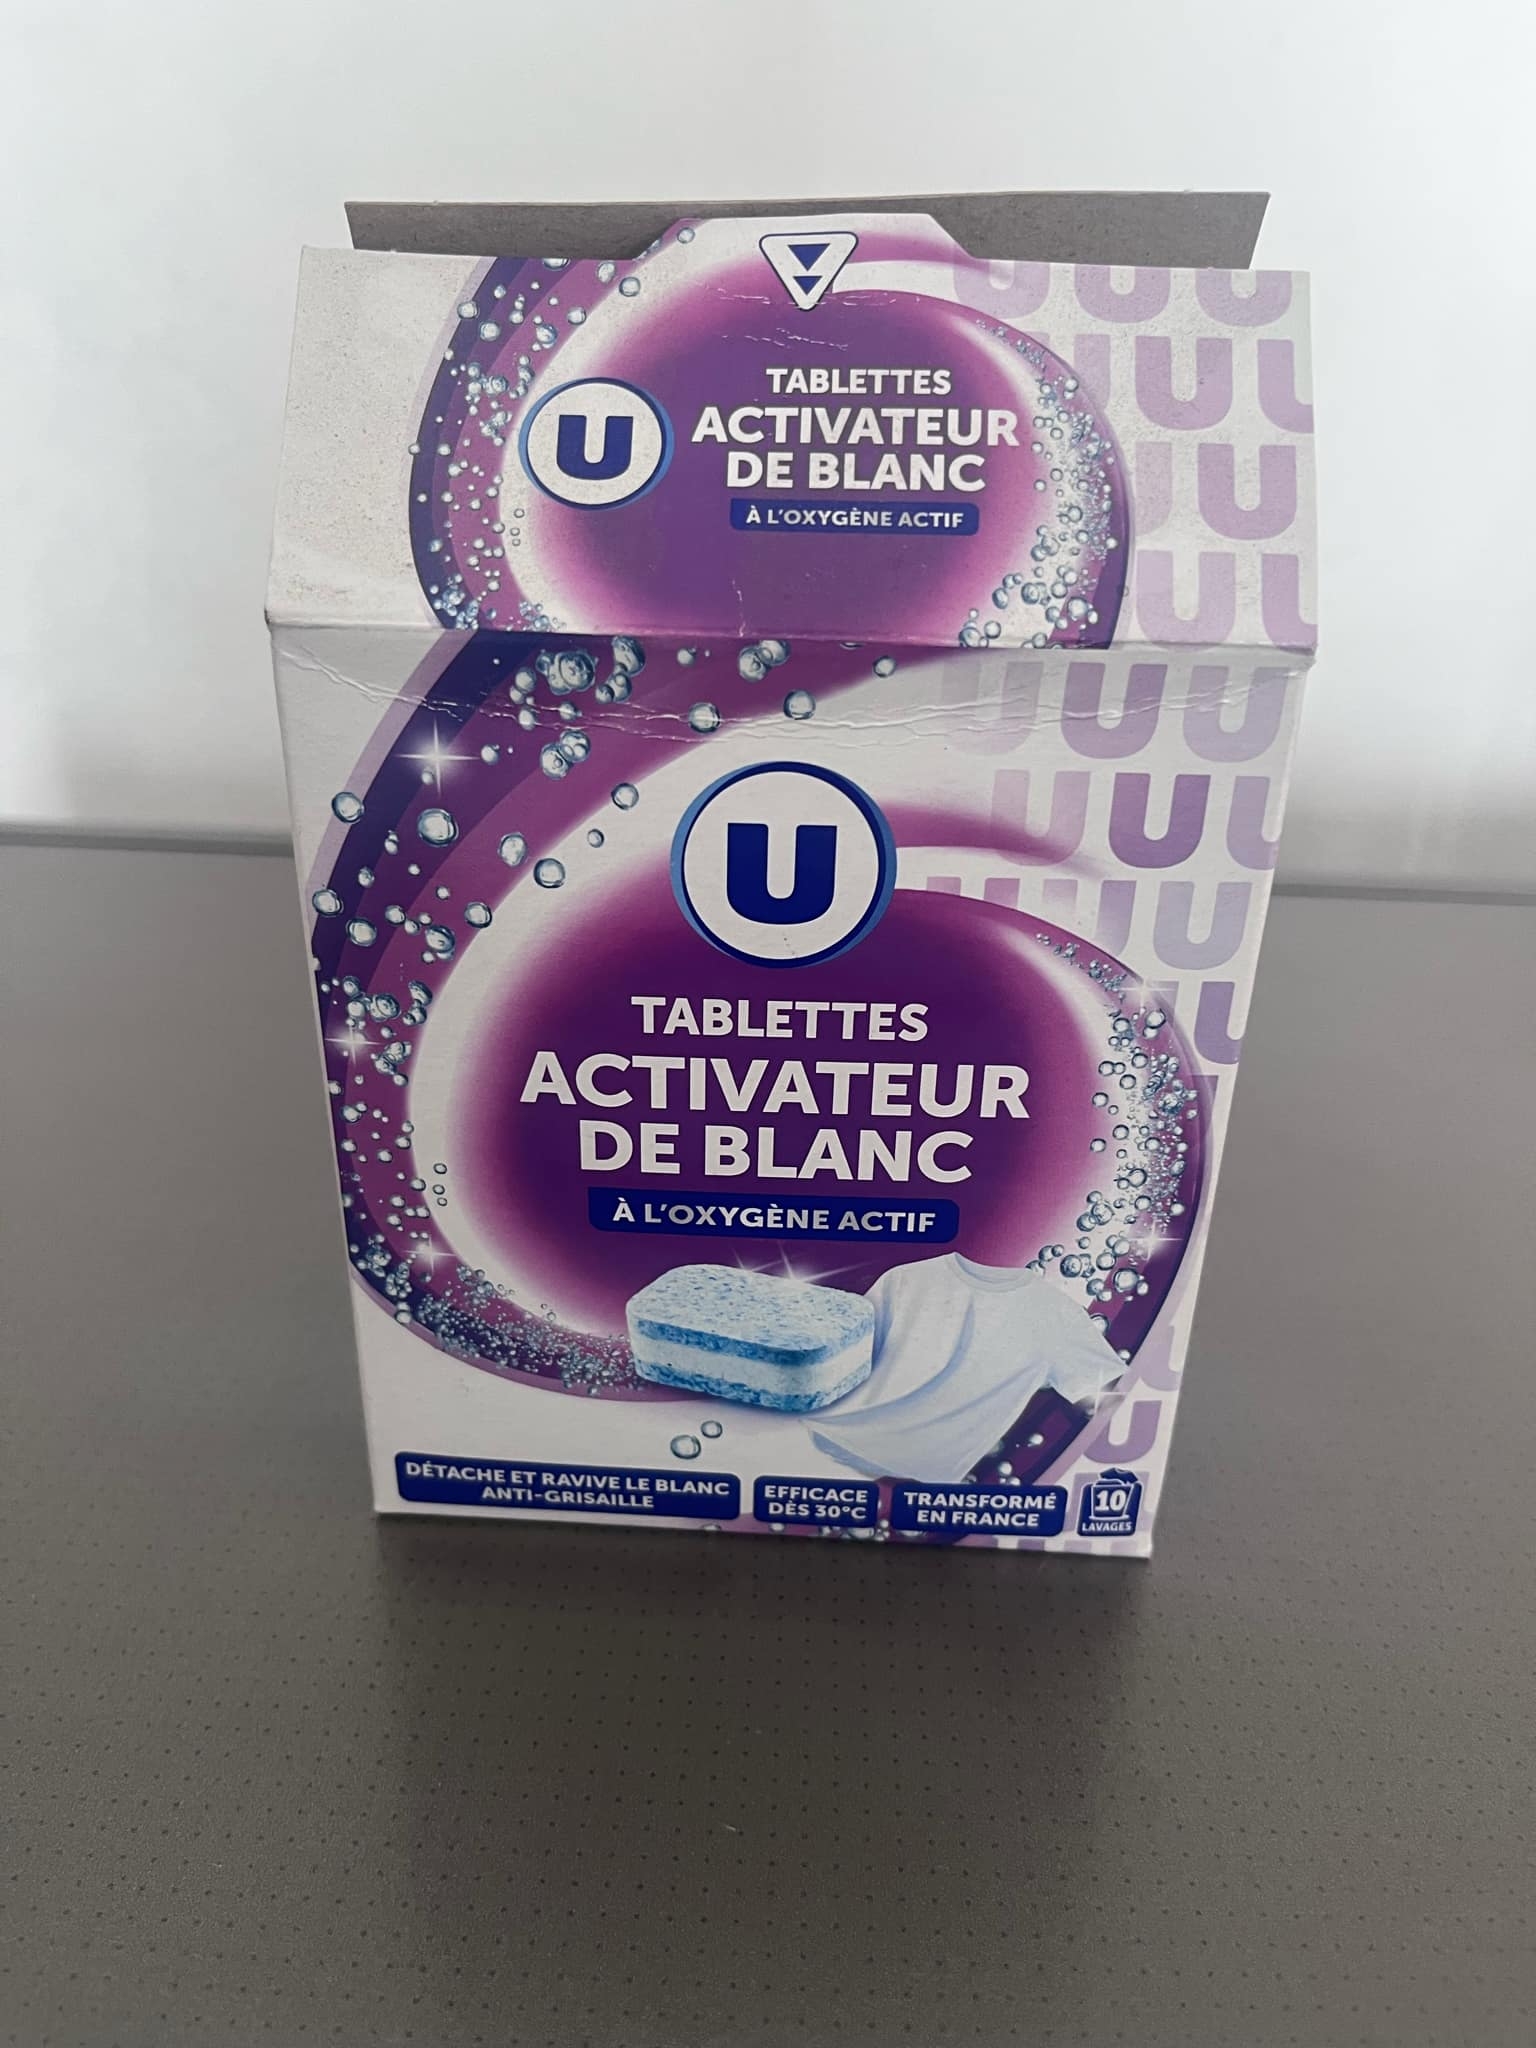 U
TABLETTES
ACTIVATEUR
DE BLANC
À L'OXYGÈNE ACTIF
U
TABLETTES
ACTIVATEUR
DE BLANC
À L'OXYGÈNE ACTIF
DÉTACHE ET RAVIVE LE BLANC
ANTI-GRISAILLE
EFFICACE
DÈS 30°C
TRANSFORMÉ
EN FRANCE
10
LAVAGES